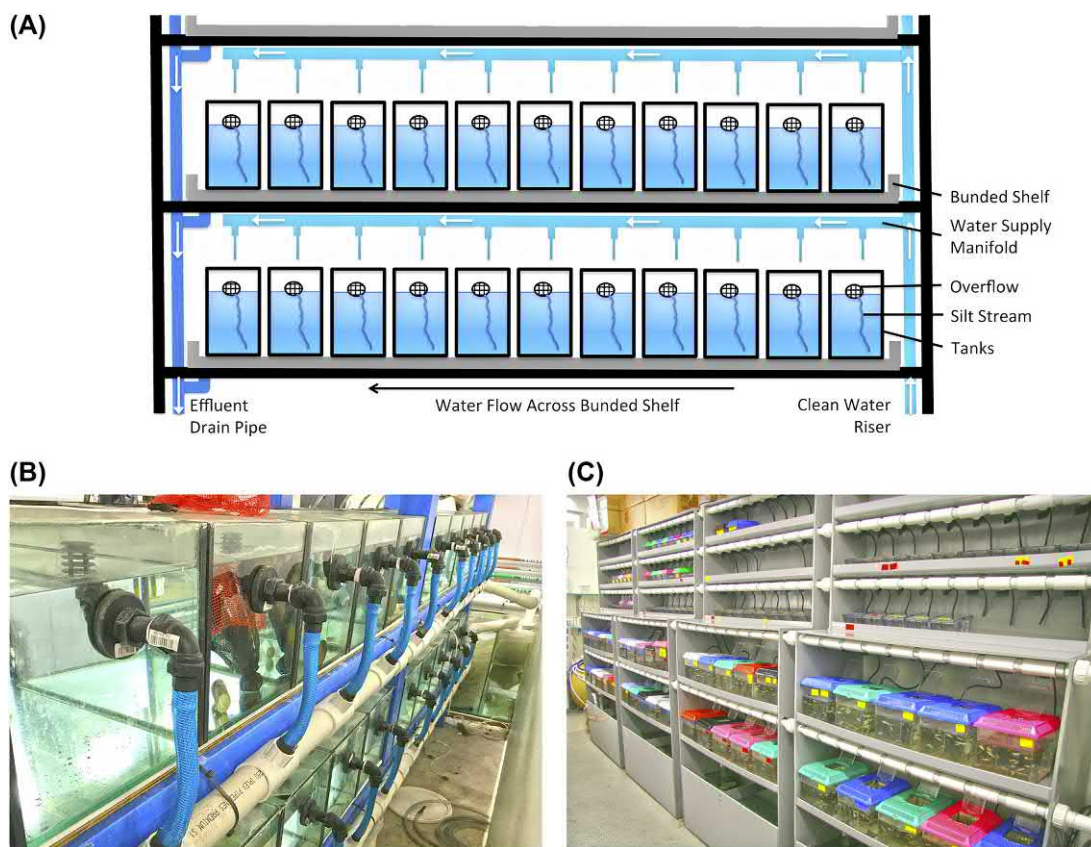 (A)
Bunded Shelf
Water Supply
Manifold
Overflow
Silt Stream
Tanks
Effluent
Drain Pipe
Water Flow Across Bunded Shelf
Clean Water
Riser
(B)
(C)